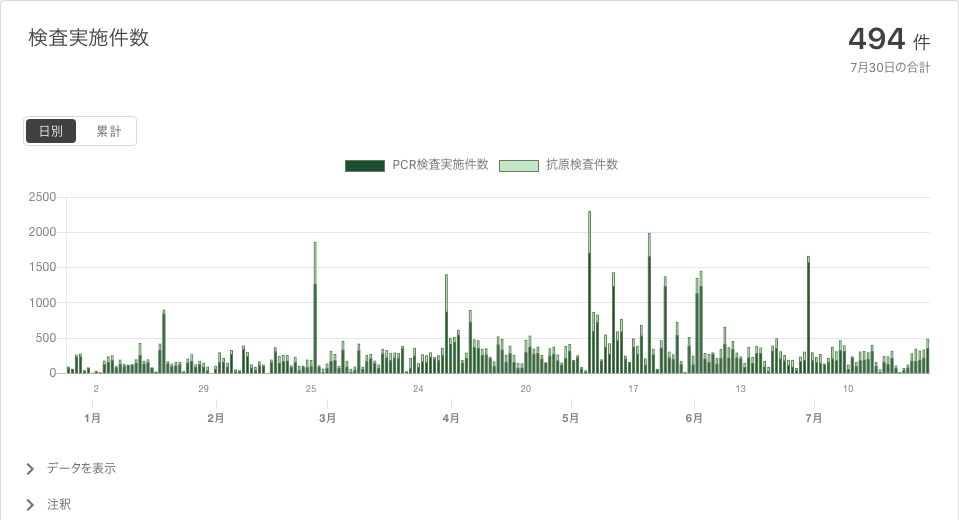 検査実施件数
494 件
7月30日の合計
日別 累計
PCR検査実施件数 抗原検査件数
2500
2000
1500
1000
500
0
2 29 25 24 20 17 13 10
1月 2月 3月 4月 5月 6月 7月
データを表示
注釈